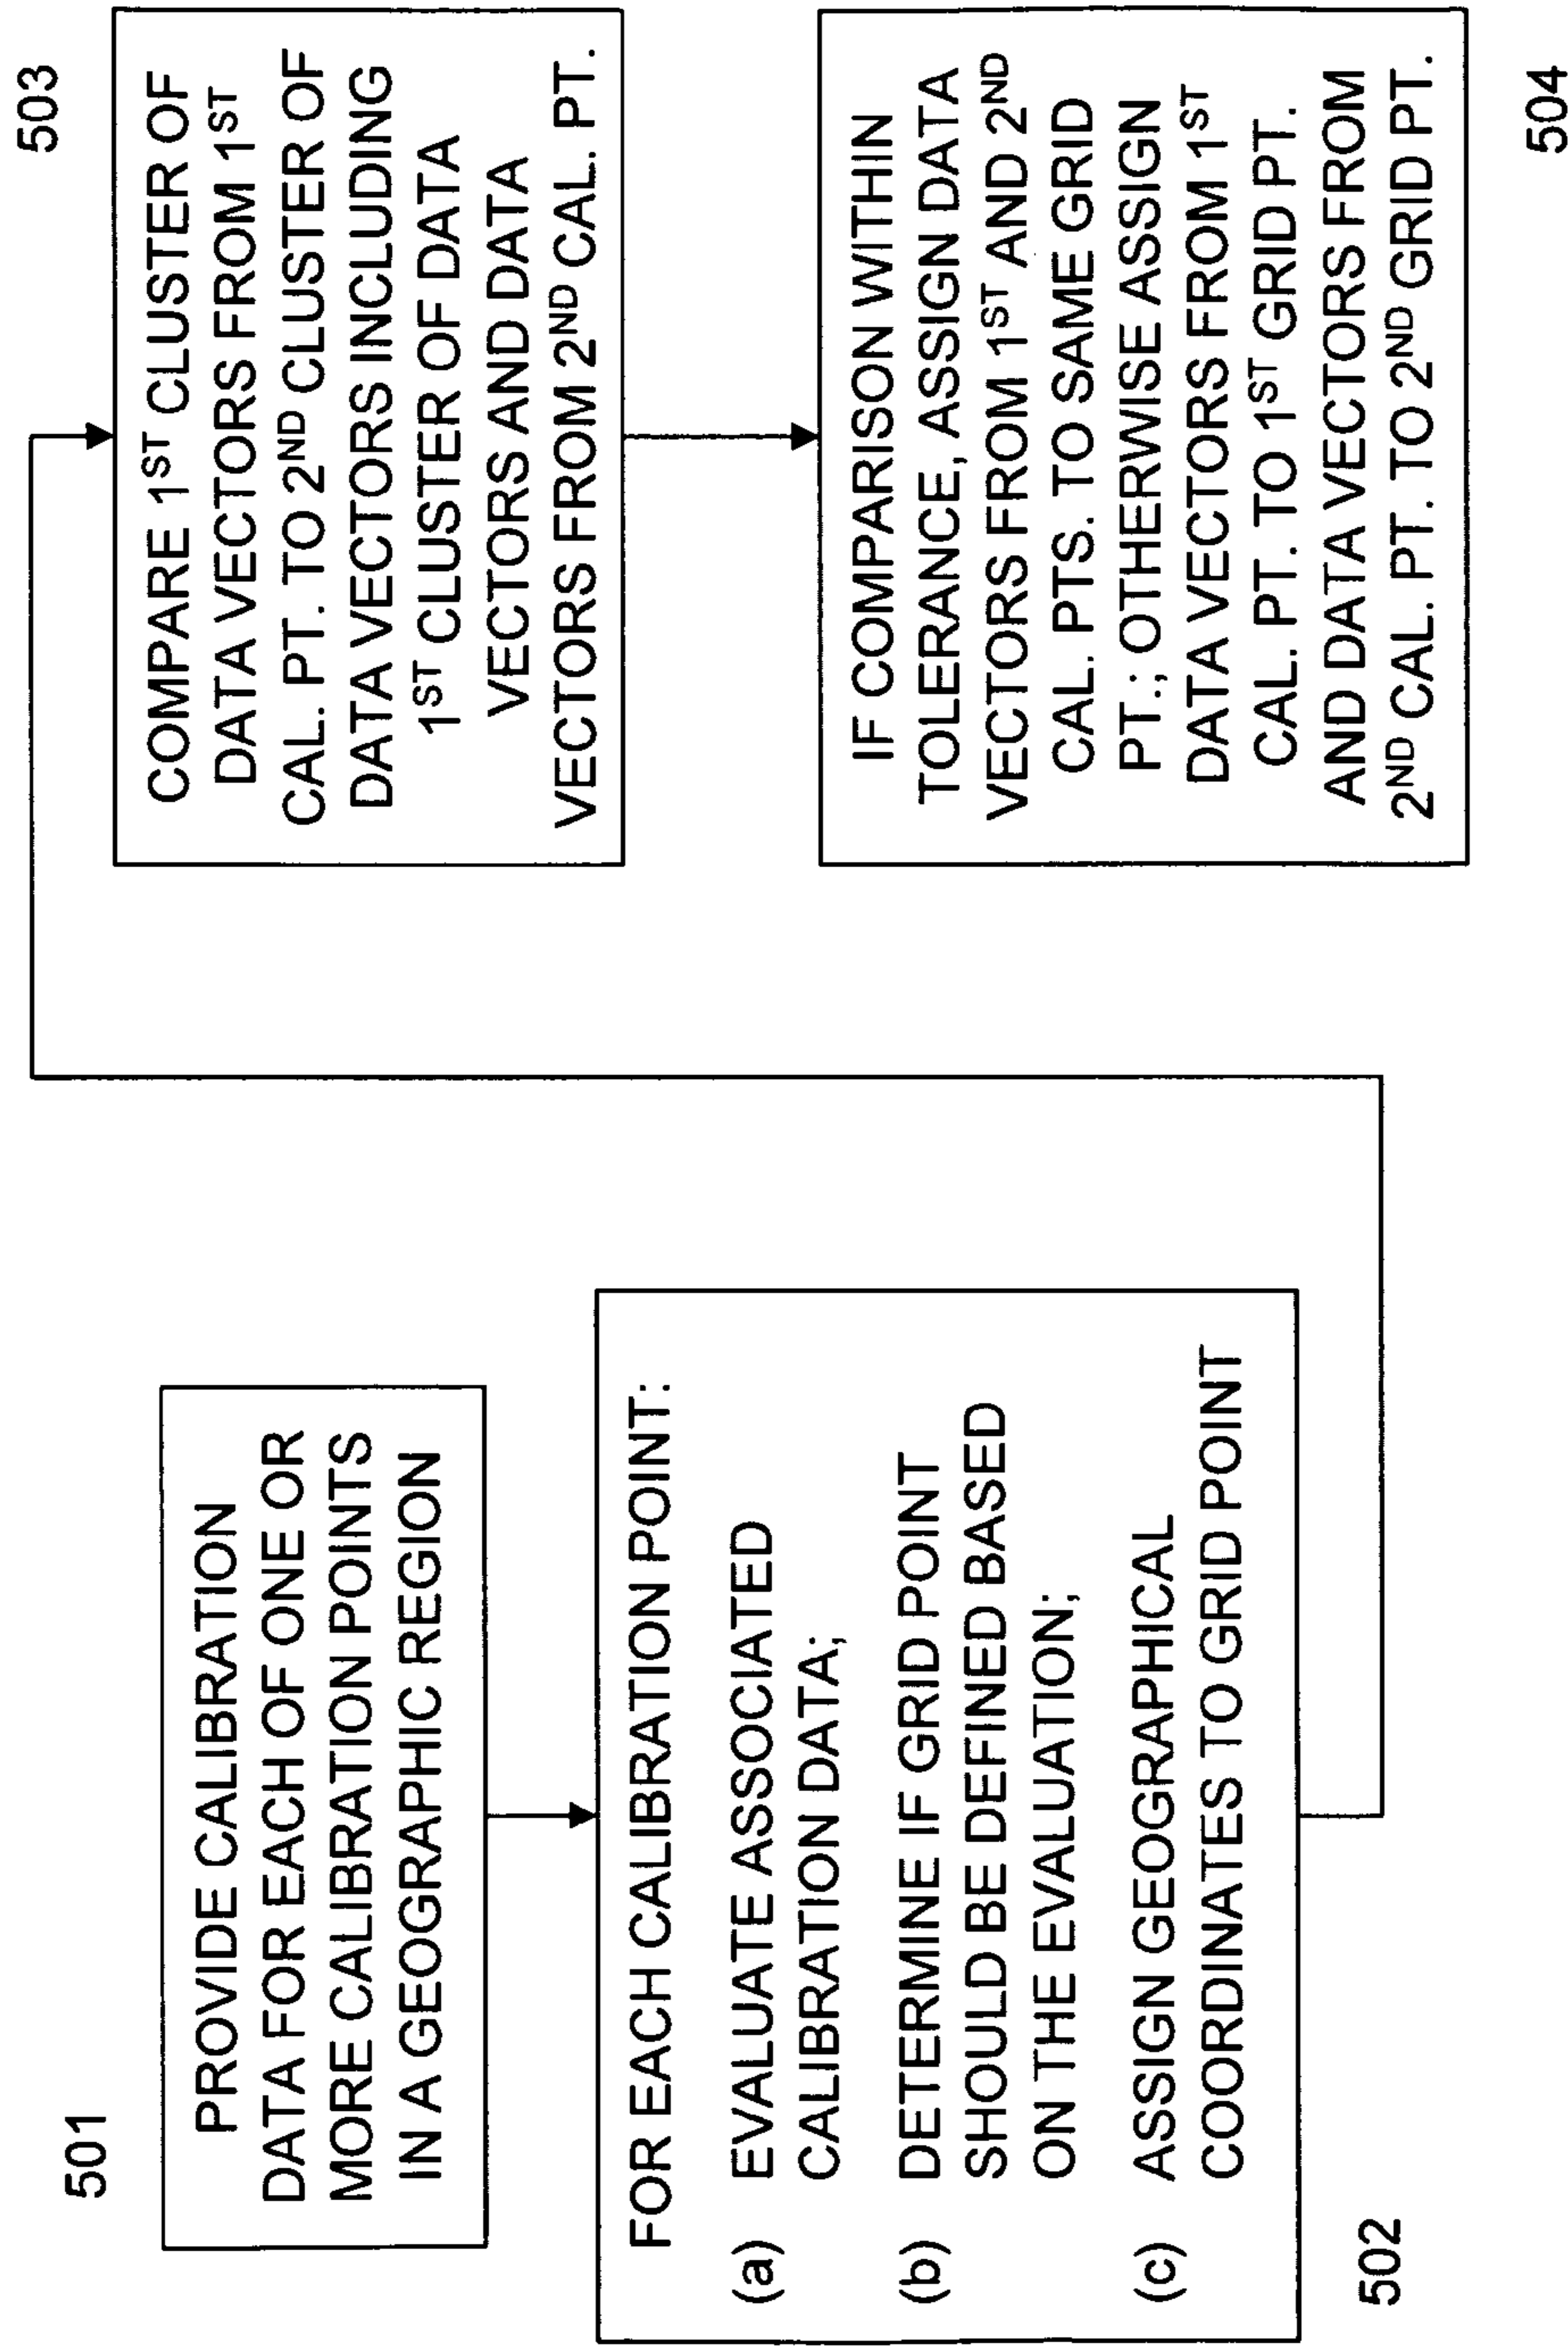 501
PROVIDE CALIBRATION
DATA FOR EACH OF ONE OR
MORE CALIBRATION POINTS
IN A GEOGRAPHIC REGION
FOR EACH CALIBRATION POINT:
(a) EVALUATE ASSOCIATED
CALIBRATION DATA;
(b) DETERMINE IF GRID POINT
SHOULD BE DEFINED BASED
ON THE EVALUATION;
(c) ASSIGN GEOGRAPHICAL
COORDINATES TO GRID POINT
502
503
COMPARE 1ST CLUSTER OF
DATA VECTORS FROM 1ST
CAL. PT. TO 2ND CLUSTER OF
DATA VECTORS INCLUDING
1ST CLUSTER OF DATA
VECTORS AND DATA
VECTORS FROM 2ND CAL. PT.
IF COMPARISON WITHIN
TOLERANCE, ASSIGN DATA
VECTORS FROM 1ST AND 2ND
CAL. PTS. TO SAME GRID
PT.; OTHERWISE ASSIGN
DATA VECTORS FROM 1ST
CAL. PT. TO 1ST GRID PT.
AND DATA VECTORS FROM
2ND CAL. PT. TO 2ND GRID PT.
504